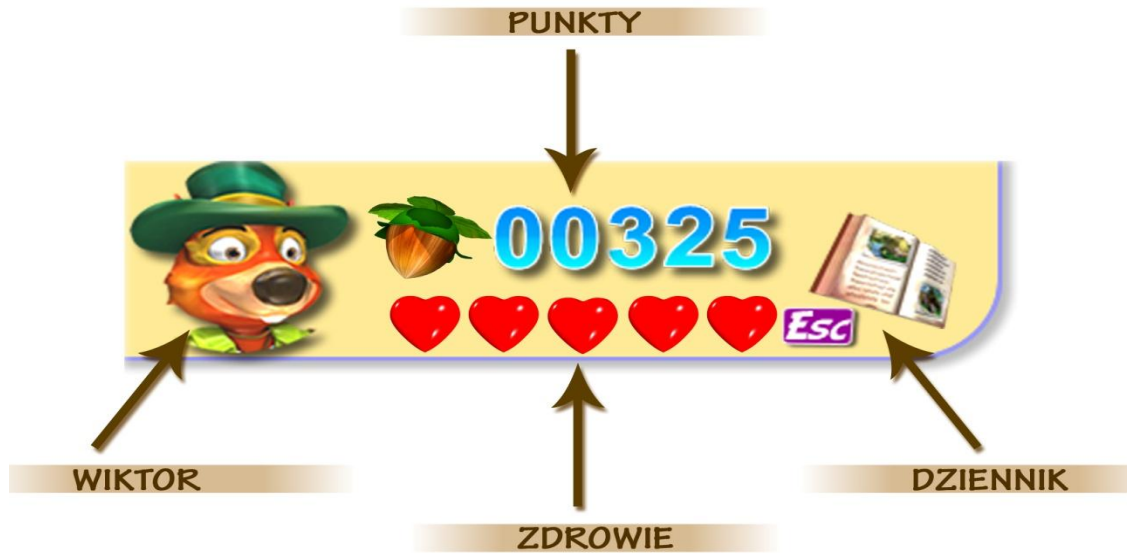 PUNKTY
00325
Esc
WIKTOR
DZIENNIK
ZDROWIE